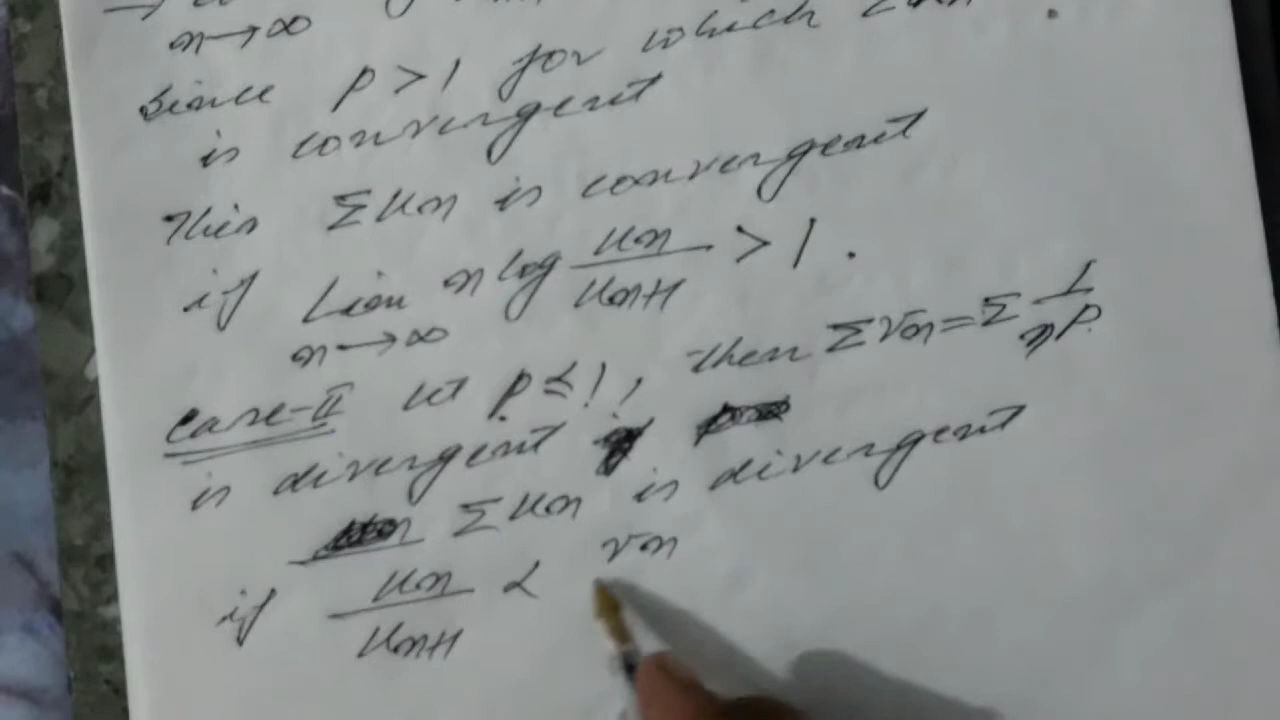 n→∞
Since p > 1 for which
is convergent
This Σun is convergent
if Lim n log un/un+1 > 1 .
n→∞
Case-II let p ≤ 1, then Σvn = Σ 1/n^p.
is divergent
Σun is divergent
if un/un+1 < vn